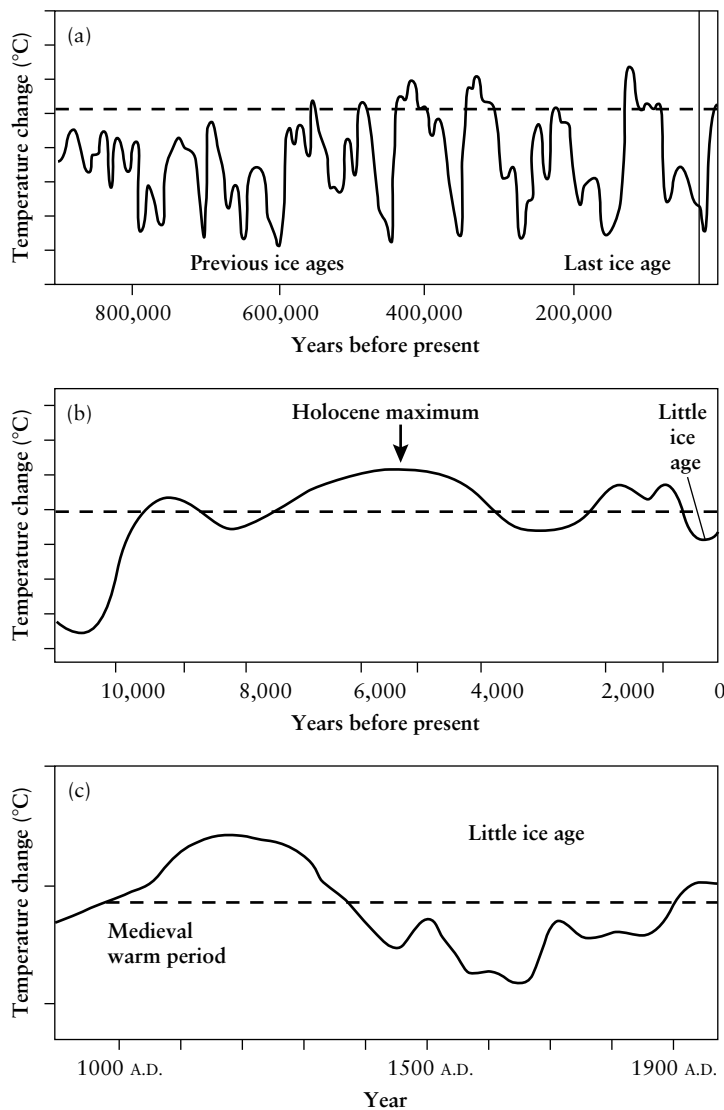 (a)
Temperature change (°C)
Previous ice ages
Last ice age
800,000
600,000
400,000
200,000
Years before present
(b)
Temperature change (°C)
Holocene maximum
Little
ice
age
10,000
8,000
6,000
4,000
2,000
0
Years before present
(c)
Temperature change (°C)
Little ice age
Medieval
warm period
1000 A.D.
1500 A.D.
1900 A.D.
Year